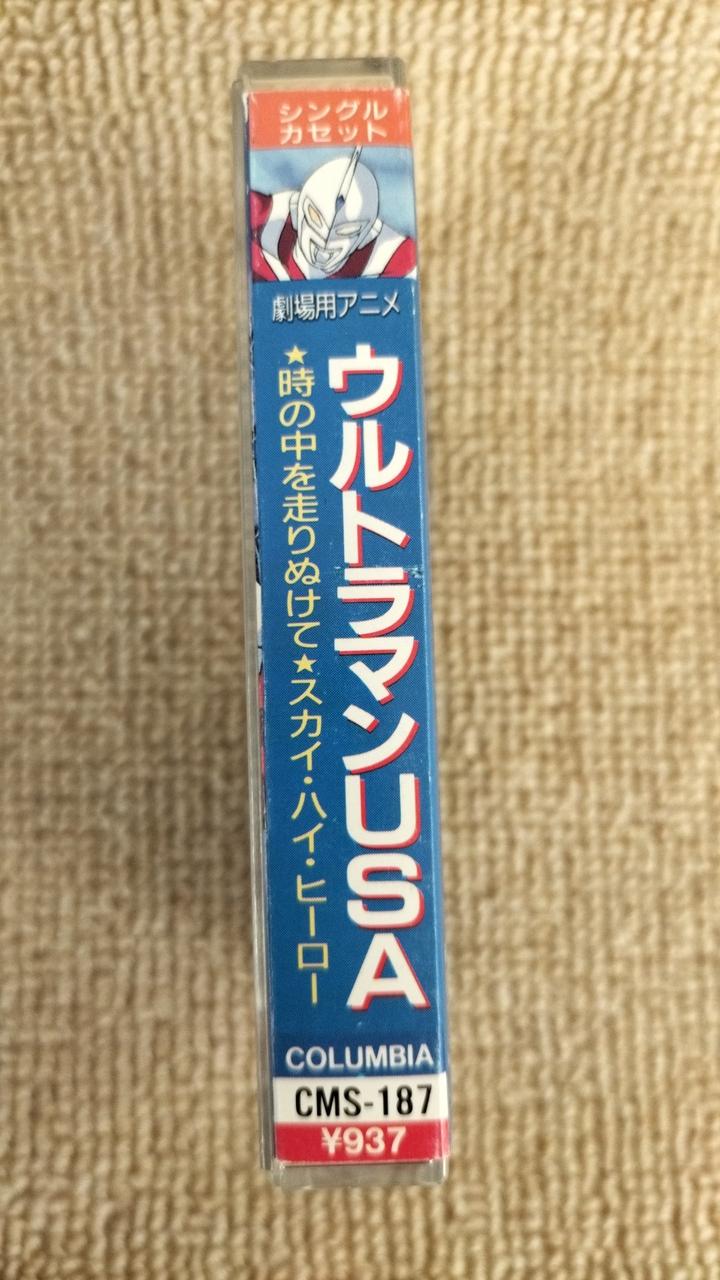 シングル
カセット
劇場用アニメ
ウルトラマンUSA
★時の中を走りぬけて★スカイ・ハイ・ヒーロー
COLUMBIA
CMS-187
¥937